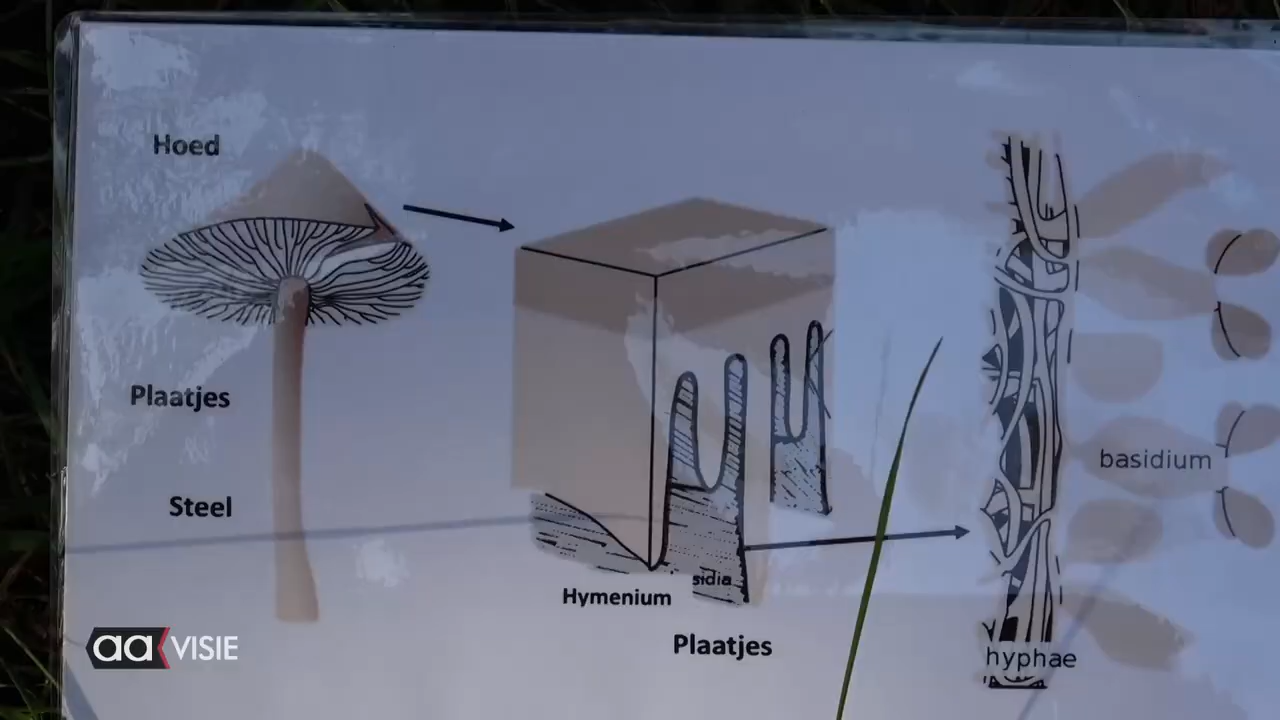 Hoed
Plaatjes
Steel
sidia
Hymenium
Plaatjes
basidium
hyphae
aa VISIE